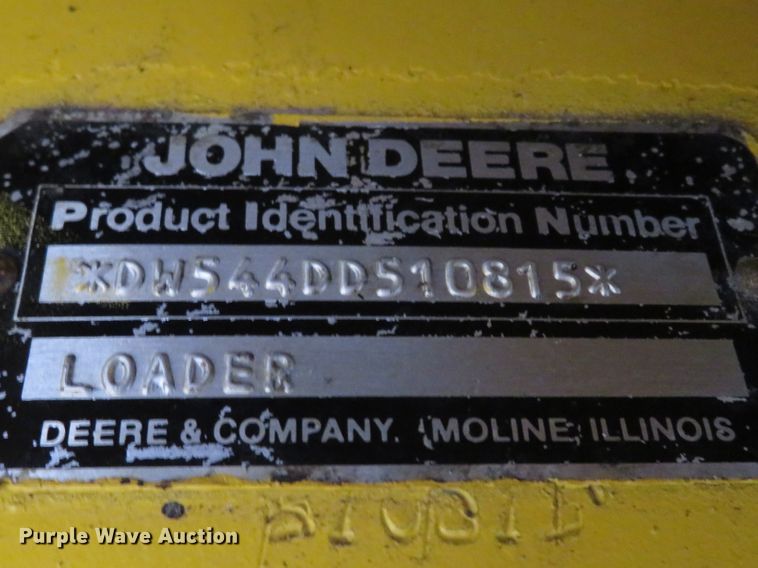 JOHN DEERE
Product Identification Number
*DW544DD510815*
LOADER
DEERE & COMPANY. MOLINE, ILLINOIS
Purple Wave Auction